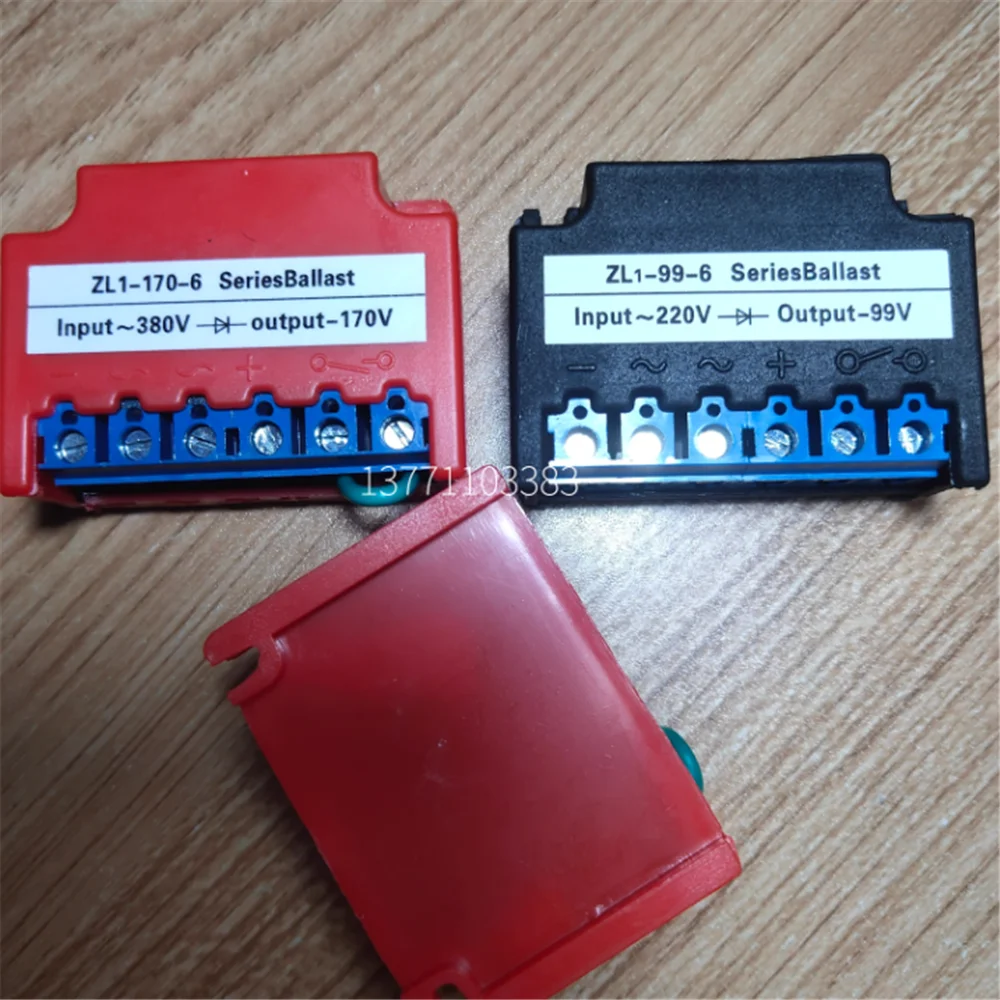 ZL1-170-6 SeriesBallast
Input~380V output-170V
ZL1-99-6 SeriesBallast
Input~220V Output-99V
− ~ ~ +
− ~ ~ +
13771103383